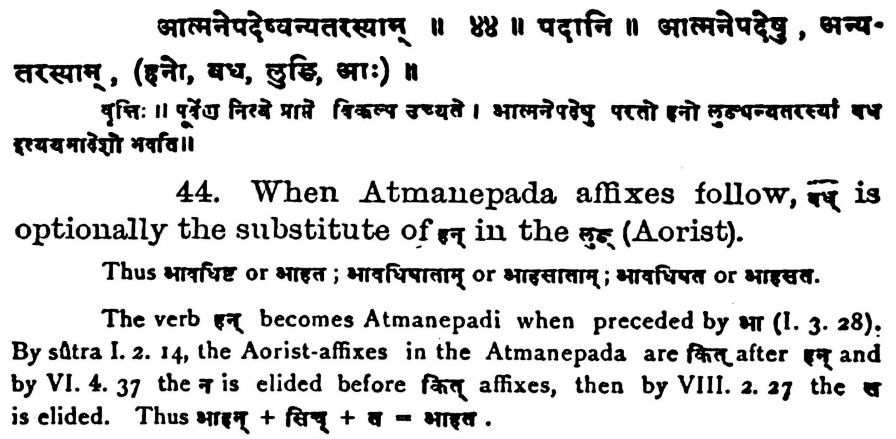 आत्मनेपदेष्वन्यतरस्याम् ॥ ४४ ॥ पदानि ॥ आत्मनेपदेषु , अन्य-
तरस्याम् , (हनो, वध, लुङि, आः) ॥
वृत्तिः ॥ पूर्वेण नित्ये प्राप्ते विकल्प उच्यते । आत्मनेपदेषु परतो हनो लुङ्यन्यतरस्यां वध
इत्ययमादेशो भवति॥
44. When Atmanepada affixes follow, बध् is
optionally the substitute of हन् in the लुङ् (Aorist).
Thus आवधिष्ट or आहत ; आवधिषाताम् or आहसाताम् ; आवधिषत or आहसत.
The verb हन् becomes Atmanepadi when preceded by आ (I. 3. 28).
By sûtra I. 2. 14, the Aorist-affixes in the Atmanepada are कित् after हन् and
by VI. 4. 37 the न is elided before कित् affixes, then by VIII. 2. 27 the स
is elided. Thus आहन् + सिच् + त = आहत .